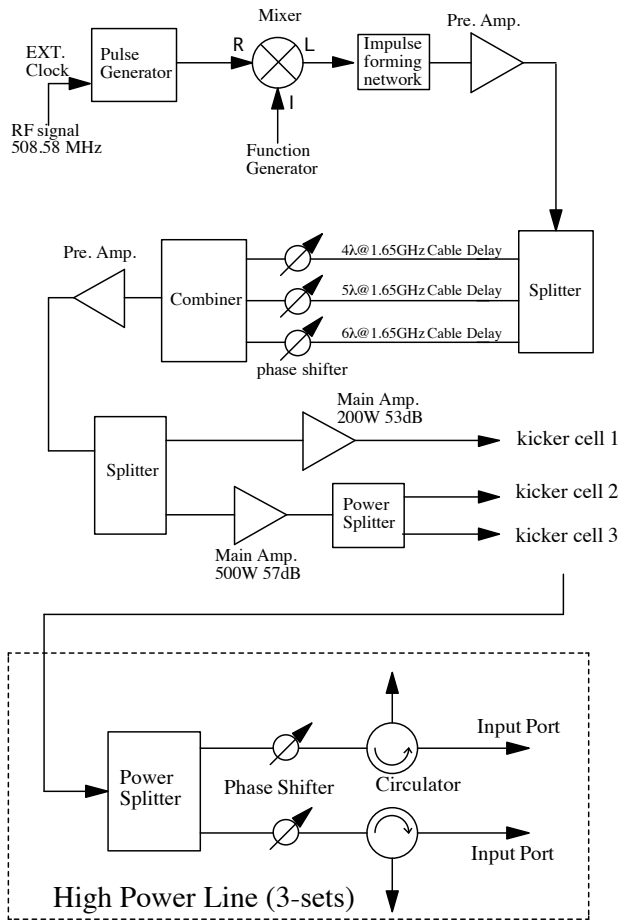 Mixer
Pre. Amp.
EXT.
Clock
Pulse
Generator
R
L
I
Impulse
forming
network
RF signal
508.58 MHz
Function
Generator
Pre. Amp.
Combiner
4λ@1.65GHz Cable Delay
5λ@1.65GHz Cable Delay
6λ@1.65GHz Cable Delay
phase shifter
Splitter
Main Amp.
200W 53dB
kicker cell 1
Splitter
Power
Splitter
kicker cell 2
kicker cell 3
Main Amp.
500W 57dB
Input Port
Power
Splitter
Phase Shifter
Circulator
Input Port
High Power Line (3-sets)